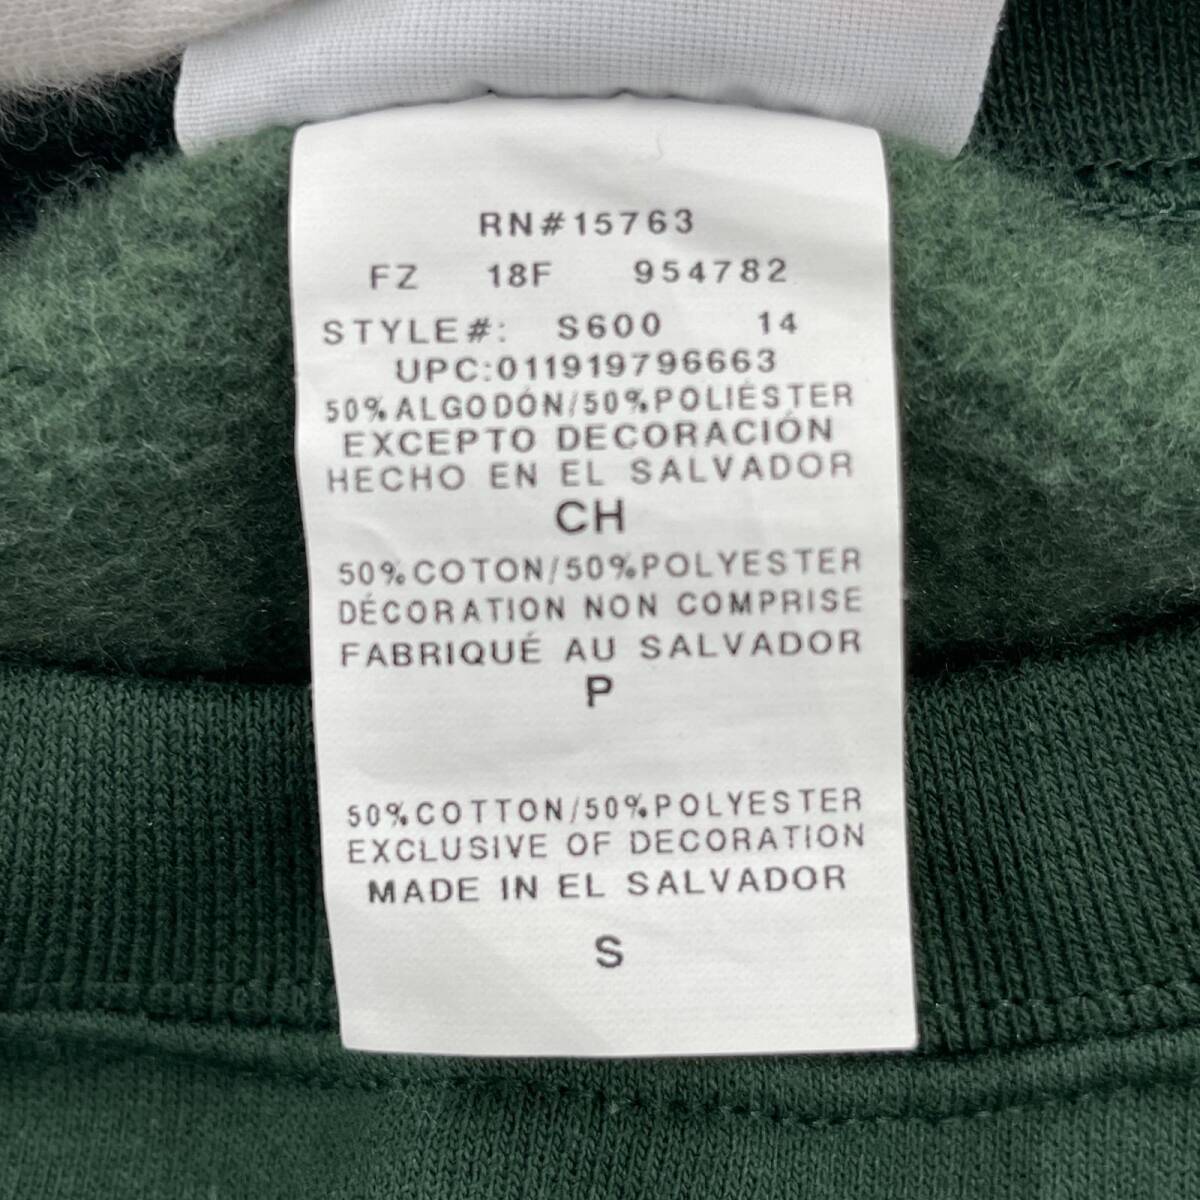 RN#15763
FZ 18F 954782
STYLE#: S600 14
UPC:011919796663
50%ALGODÓN/50%POLIÉSTER
EXCEPTO DECORACIÓN
HECHO EN EL SALVADOR
CH
50%COTON/50%POLYESTER
DÉCORATION NON COMPRISE
FABRIQUÉ AU SALVADOR
P
50%COTTON/50%POLYESTER
EXCLUSIVE OF DECORATION
MADE IN EL SALVADOR
S